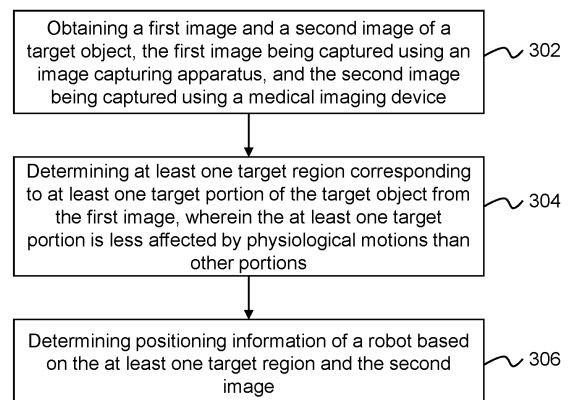 Obtaining a first image and a second image of a
target object, the first image being captured using an
image capturing apparatus, and the second image
being captured using a medical imaging device
302
Determining at least one target region corresponding
to at least one target portion of the target object from
the first image, wherein the at least one target
portion is less affected by physiological motions than
other portions
304
Determining positioning information of a robot based
on the at least one target region and the second
image
306